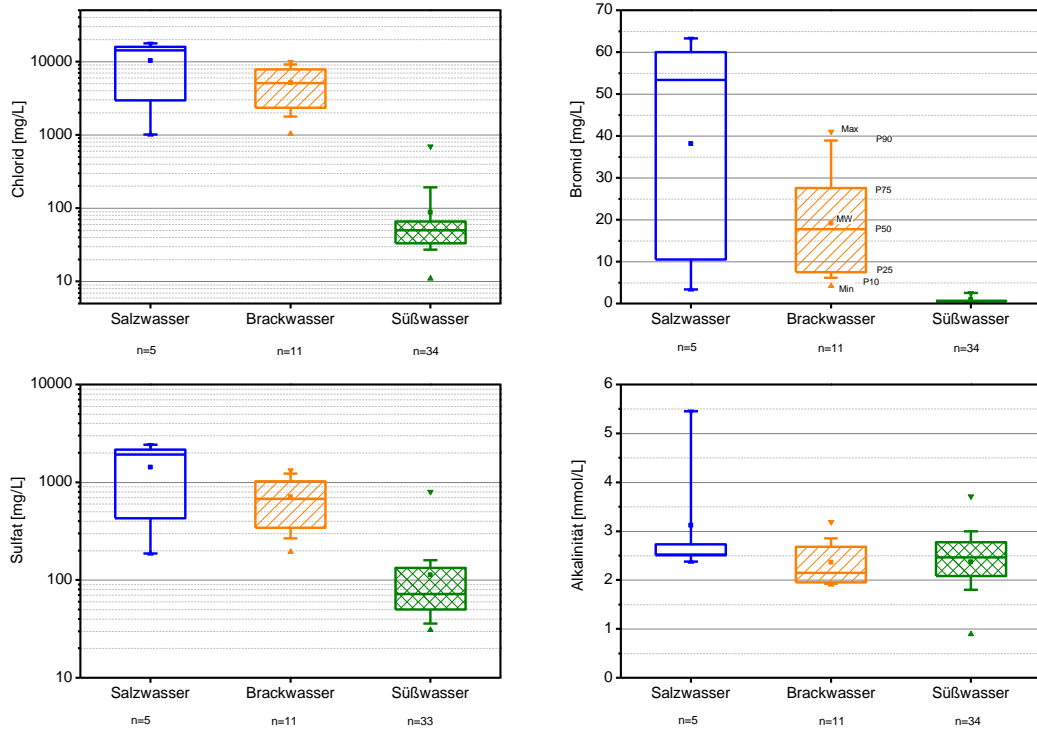 Chlorid [mg/L]
10000
1000
100
10
Salzwasser Brackwasser Süßwasser
n=5 n=11 n=34
Bromid [mg/L]
70
60
50
40
30
20
10
0
Max
P90
P75
MW
P50
P25
P10
Min
Salzwasser Brackwasser Süßwasser
n=5 n=11 n=34
Sulfat [mg/L]
10000
1000
100
10
Salzwasser Brackwasser Süßwasser
n=5 n=11 n=33
Alkalinität [mmol/L]
6
5
4
3
2
1
0
Salzwasser Brackwasser Süßwasser
n=5 n=11 n=34